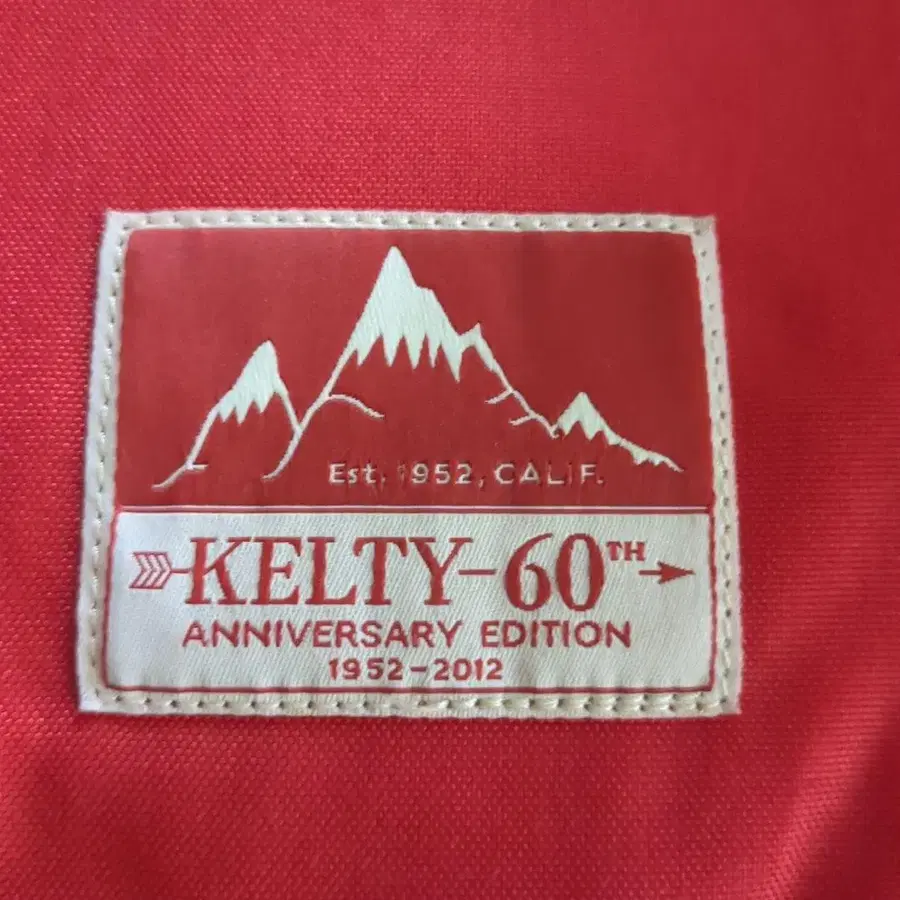 Est. 1952, CALIF.
KELTY-60TH
ANNIVERSARY EDITION
1952-2012